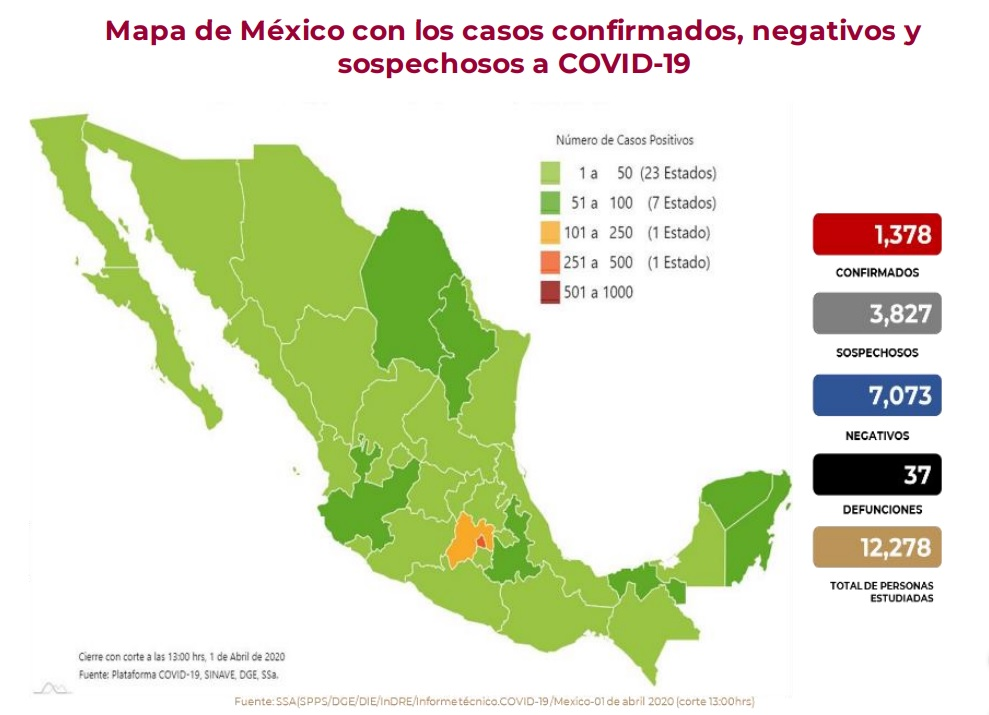 Mapa de México con los casos confirmados, negativos y
sospechosos a COVID-19
Número de Casos Positivos
1 a 50 (23 Estados)
51 a 100 (7 Estados)
101 a 250 (1 Estado)
251 a 500 (1 Estado)
501 a 1000
1,378
CONFIRMADOS
3,827
SOSPECHOSOS
7,073
NEGATIVOS
37
DEFUNCIONES
12,278
TOTAL DE PERSONAS
ESTUDIADAS
Cierre con corte a las 13:00 hrs, 1 de Abril de 2020
Fuente: Plataforma COVID-19, SINAVE, DGE, SSa.
Fuente: SSA(SPPS/DGE/DIE/InDRE/Informe técnico.COVID-19/Mexico-01 de abril 2020 (corte 13:00hrs)